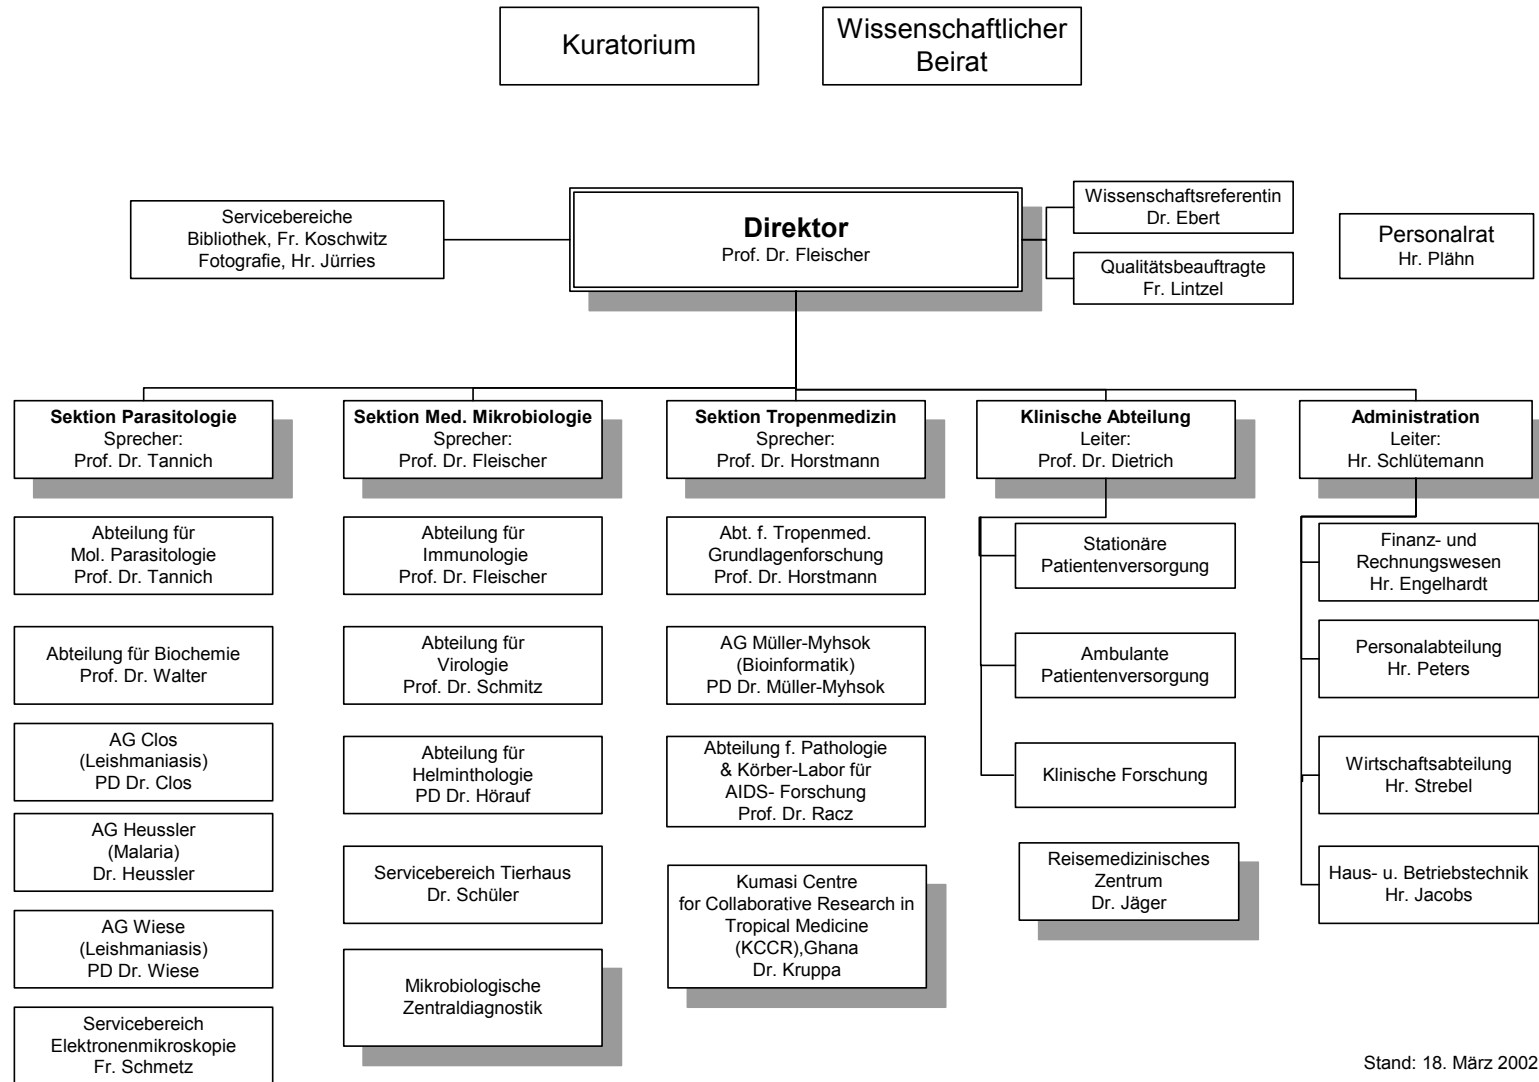 Kuratorium
Wissenschaftlicher
Beirat
Servicebereiche
Bibliothek, Fr. Koschwitz
Fotografie, Hr. Jürries
Direktor
Prof. Dr. Fleischer
Wissenschaftsreferentin
Dr. Ebert
Qualitätsbeauftragte
Fr. Lintzel
Personalrat
Hr. Plähn
Sektion Parasitologie
Sprecher:
Prof. Dr. Tannich
Abteilung für
Mol. Parasitologie
Prof. Dr. Tannich
Abteilung für Biochemie
Prof. Dr. Walter
AG Clos
(Leishmaniasis)
PD Dr. Clos
AG Heussler
(Malaria)
Dr. Heussler
AG Wiese
(Leishmaniasis)
PD Dr. Wiese
Servicebereich
Elektronenmikroskopie
Fr. Schmetz
Sektion Med. Mikrobiologie
Sprecher:
Prof. Dr. Fleischer
Abteilung für
Immunologie
Prof. Dr. Fleischer
Abteilung für
Virologie
Prof. Dr. Schmitz
Abteilung für
Helminthologie
PD Dr. Hörauf
Servicebereich Tierhaus
Dr. Schüler
Mikrobiologische
Zentraldiagnostik
Sektion Tropenmedizin
Sprecher:
Prof. Dr. Horstmann
Abt. f. Tropenmed.
Grundlagenforschung
Prof. Dr. Horstmann
AG Müller-Myhsok
(Bioinformatik)
PD Dr. Müller-Myhsok
Abteilung f. Pathologie
& Körber-Labor für
AIDS- Forschung
Prof. Dr. Racz
Kumasi Centre
for Collaborative Research in
Tropical Medicine
(KCCR),Ghana
Dr. Kruppa
Klinische Abteilung
Leiter:
Prof. Dr. Dietrich
Stationäre
Patientenversorgung
Ambulante
Patientenversorgung
Klinische Forschung
Reisemedizinisches
Zentrum
Dr. Jäger
Administration
Leiter:
Hr. Schlütemann
Finanz- und
Rechnungswesen
Hr. Engelhardt
Personalabteilung
Hr. Peters
Wirtschaftsabteilung
Hr. Strebel
Haus- u. Betriebstechnik
Hr. Jacobs
Stand: 18. März 2002